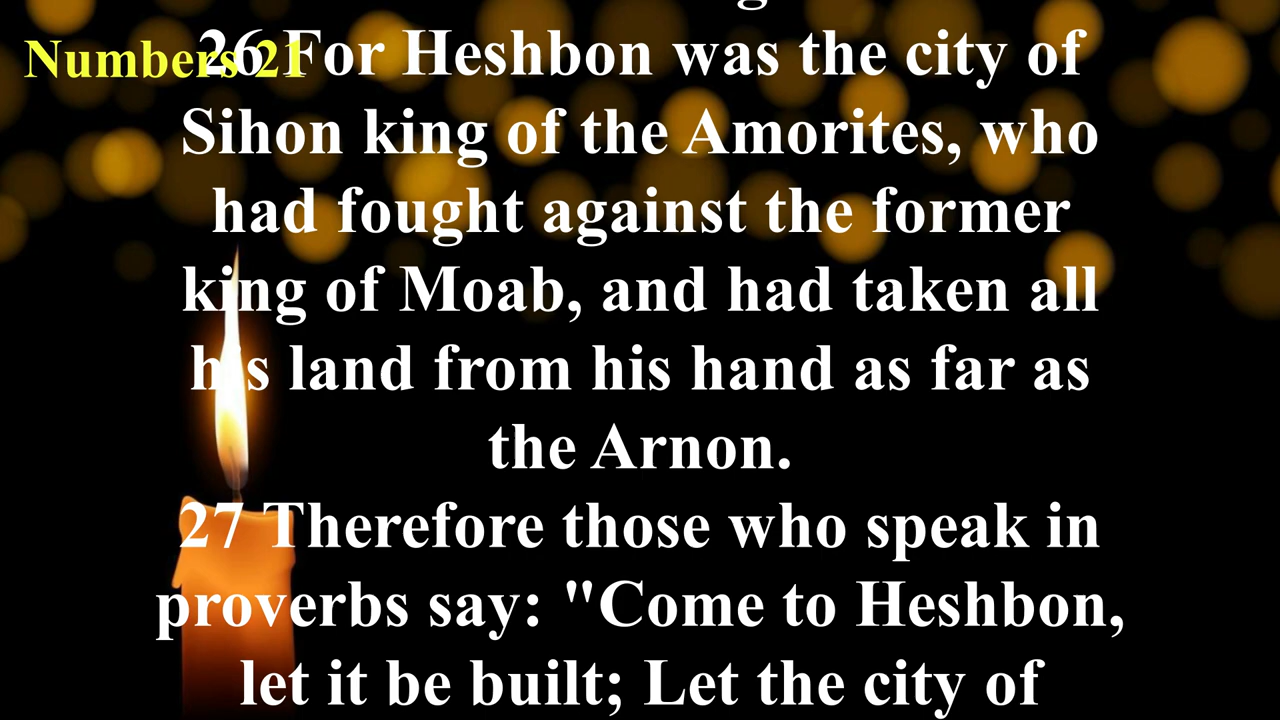 Numbers 21
26 For Heshbon was the city of
Sihon king of the Amorites, who
had fought against the former
king of Moab, and had taken all
his land from his hand as far as
the Arnon.
27 Therefore those who speak in
proverbs say: "Come to Heshbon,
let it be built; Let the city of